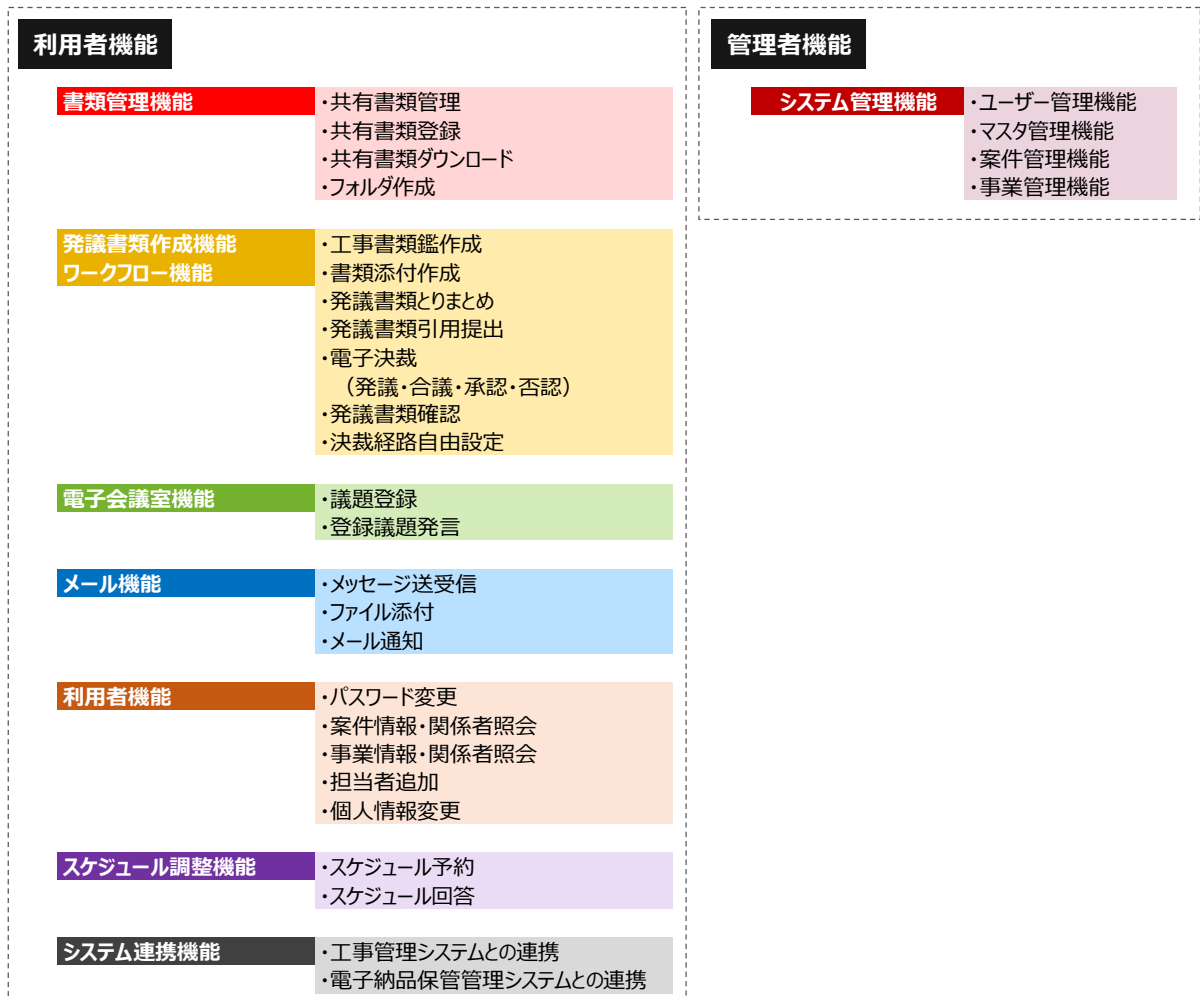 利用者機能
書類管理機能
・共有書類管理
・共有書類登録
・共有書類ダウンロード
・フォルダ作成
発議書類作成機能
ワークフロー機能
・工事書類鑑作成
・書類添付作成
・発議書類とりまとめ
・発議書類引用提出
・電子決裁
（発議・合議・承認・否認）
・発議書類確認
・決裁経路自由設定
電子会議室機能
・議題登録
・登録議題発言
メール機能
・メッセージ送受信
・ファイル添付
・メール通知
利用者機能
・パスワード変更
・案件情報・関係者照会
・事業情報・関係者照会
・担当者追加
・個人情報変更
スケジュール調整機能
・スケジュール予約
・スケジュール回答
システム連携機能
・工事管理システムとの連携
・電子納品保管管理システムとの連携
管理者機能
システム管理機能
・ユーザー管理機能
・マスタ管理機能
・案件管理機能
・事業管理機能